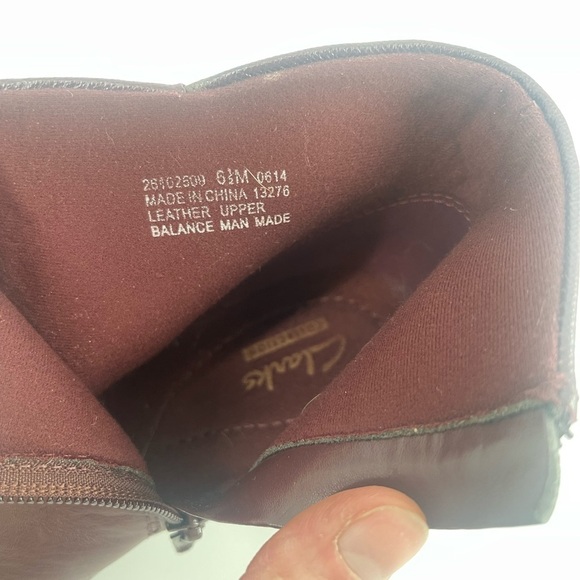 26102509 6½M 0614
MADE IN CHINA 13276
LEATHER UPPER
BALANCE MAN MADE
Clarks